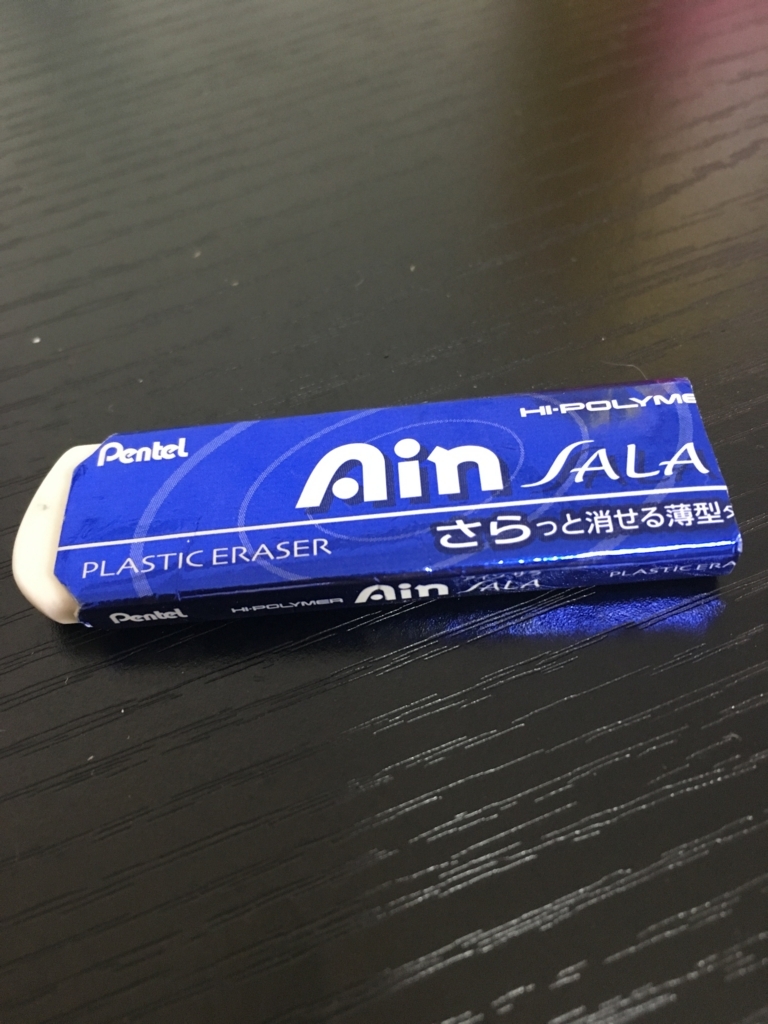 HI-POLYME
Pentel
Ain SALA
さらっと消せる薄型
PLASTIC ERASER
Pentel HI-POLYMER Ain SALA PLASTIC ERA